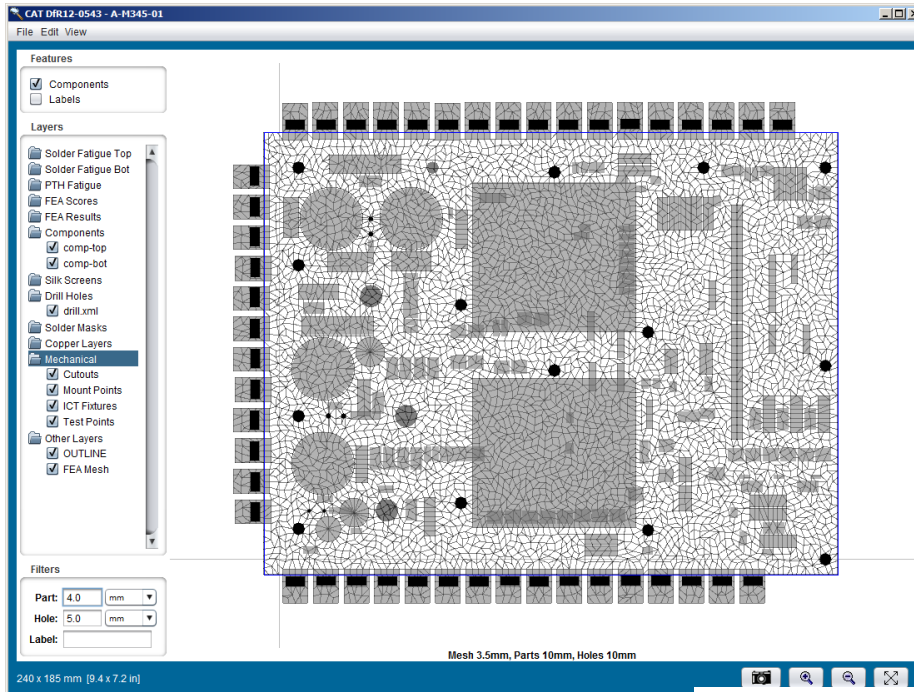 CAT DfR12-0543 - A-M345-01
File Edit View
Features
Components
Labels
Layers
Solder Fatigue Top
Solder Fatigue Bot
PTH Fatigue
FEA Scores
FEA Results
Components
comp-top
comp-bot
Silk Screens
Drill Holes
drill.xml
Solder Masks
Copper Layers
Mechanical
Cutouts
Mount Points
ICT Fixtures
Test Points
Other Layers
OUTLINE
FEA Mesh
Filters
Part: 4.0 mm
Hole: 5.0 mm
Label:
Mesh 3.5mm, Parts 10mm, Holes 10mm
240 x 185 mm [9.4 x 7.2 in]